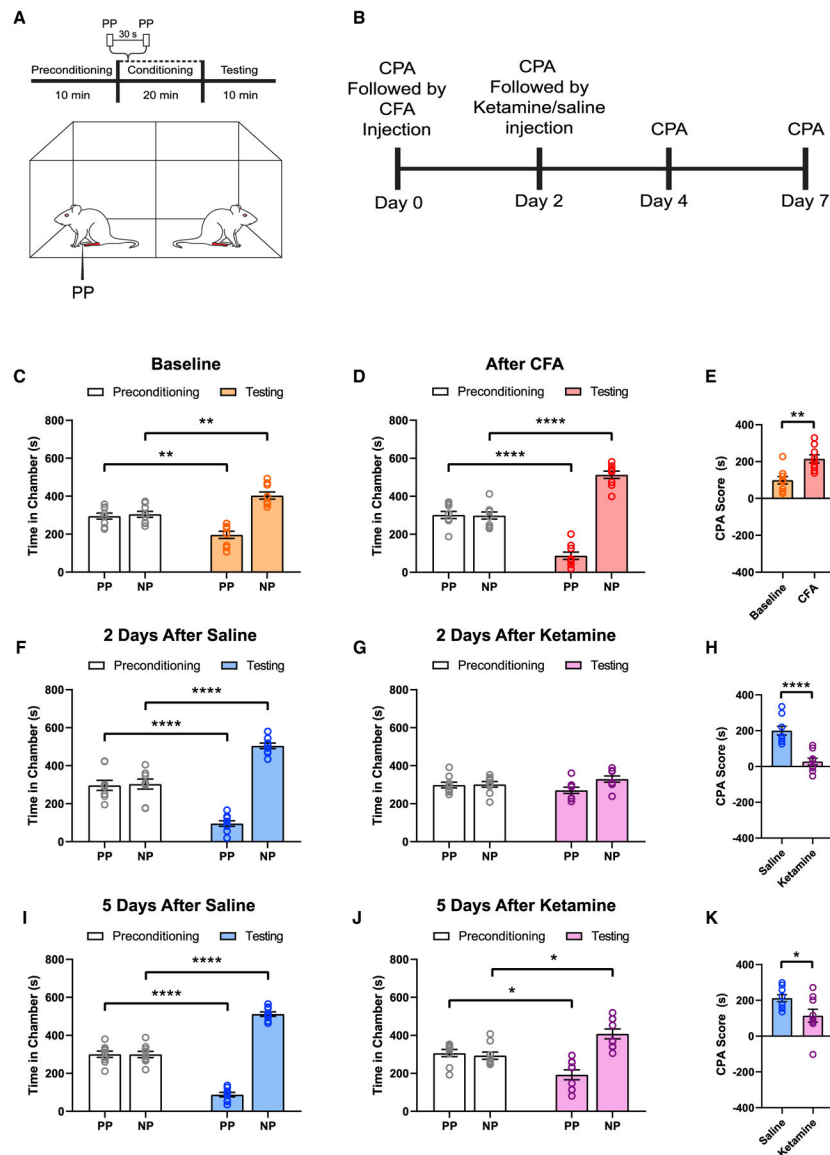 A
PP PP
30 s
Preconditioning Conditioning Testing
10 min 20 min 10 min
PP
B
CPA
Followed by
CFA
Injection
CPA
Followed by
Ketamine/saline
injection
CPA
CPA
Day 0
Day 2
Day 4
Day 7
C
Baseline
Preconditioning Testing
Time in Chamber (s)
800
600
400
200
0
**
**
PP NP PP NP
D
After CFA
Preconditioning Testing
Time in Chamber (s)
800
600
400
200
0
****
****
PP NP PP NP
E
CPA Score (s)
400
200
0
-200
-400
**
Baseline
CFA
F
2 Days After Saline
Preconditioning Testing
Time in Chamber (s)
800
600
400
200
0
****
****
PP NP PP NP
G
2 Days After Ketamine
Preconditioning Testing
Time in Chamber (s)
800
600
400
200
0
PP NP PP NP
H
CPA Score (s)
400
200
0
-200
-400
****
Saline
Ketamine
I
5 Days After Saline
Preconditioning Testing
Time in Chamber (s)
800
600
400
200
0
****
****
PP NP PP NP
J
5 Days After Ketamine
Preconditioning Testing
Time in Chamber (s)
800
600
400
200
0
*
*
PP NP PP NP
K
CPA Score (s)
400
200
0
-200
-400
*
Saline
Ketamine